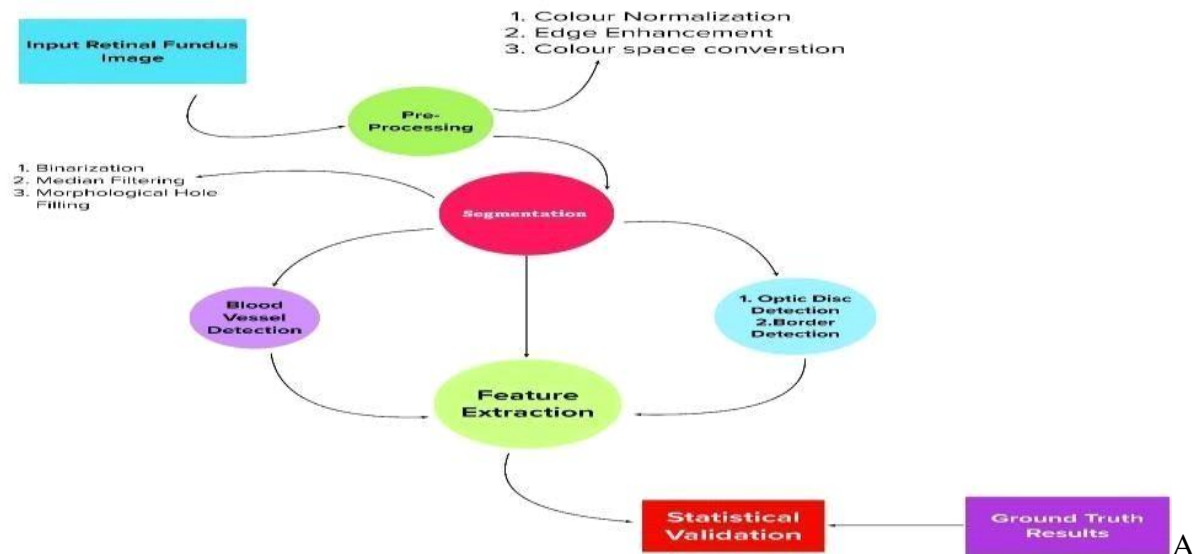 Input Retinal Fundus
Image
1. Colour Normalization
2. Edge Enhancement
3. Colour space converstion
Pre-
Processing
1. Binarization
2. Median Filtering
3. Morphological Hole
Filling
Segmentation
Blood
Vessel
Detection
1. Optic Disc
Detection
2.Border
Detection
Feature
Extraction
Statistical
Validation
Ground Truth
Results
A